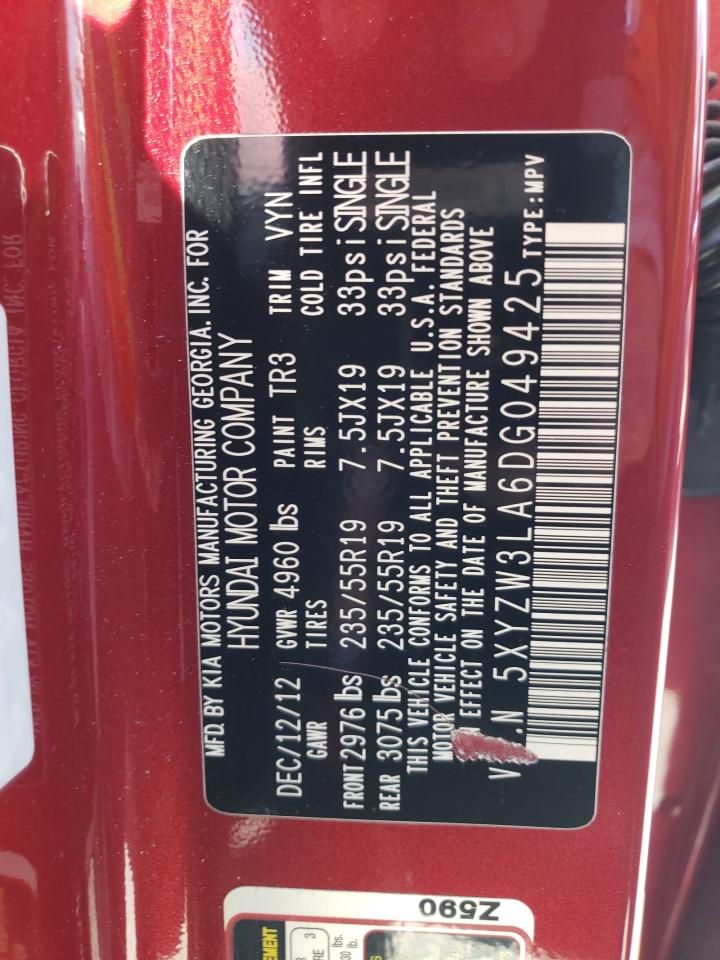 MFD. BY KIA MOTORS MANUFACTURING GEORGIA. INC. FOR
HYUNDAI MOTOR COMPANY
DEC/12/12 GVWR 4960 lbs PAINT TR3 TRIM VYN
GAWR TIRES RIMS COLD TIRE INFL
FRONT 2976 lbs 235/55R19 7.5JX19 33psi SINGLE
REAR 3075 lbs 235/55R19 7.5JX19 33psi SINGLE
THIS VEHICLE CONFORMS TO ALL APPLICABLE U.S.A. FEDERAL
MOTOR VEHICLE SAFETY AND THEFT PREVENTION STANDARDS
EFFECT ON THE DATE OF MANUFACTURE SHOWN ABOVE
V .N 5XYZW3LA6DG049425 TYPE:MPV
Z590